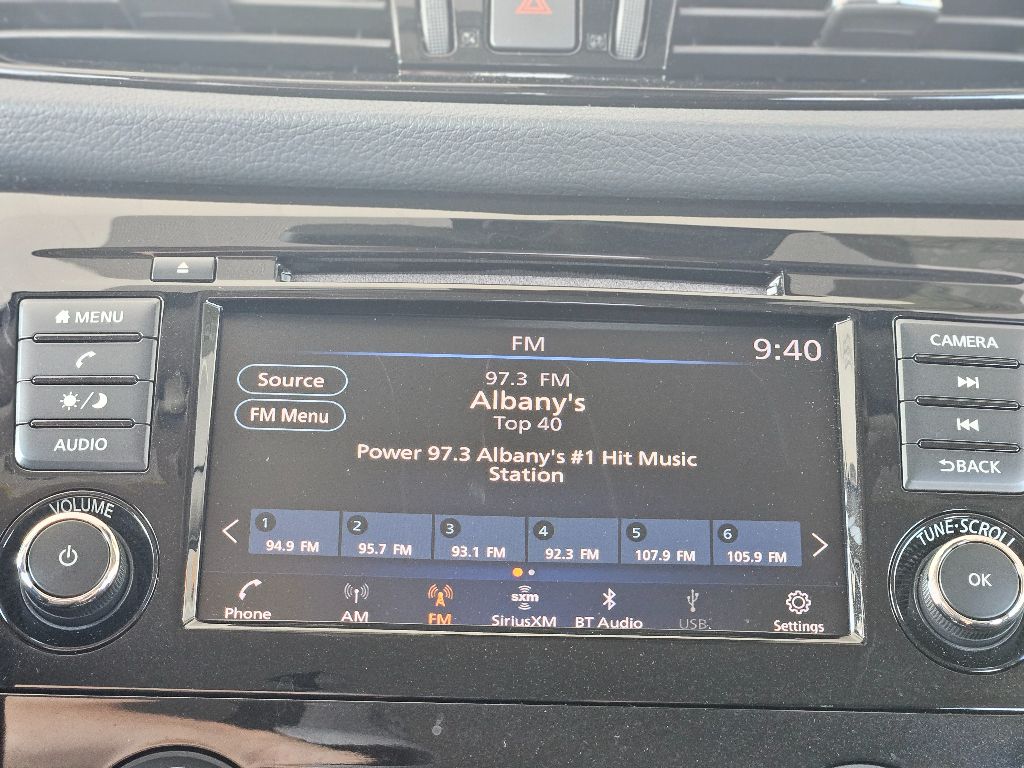 MENU
AUDIO
VOLUME
FM
9:40
Source
FM Menu
97.3 FM
Albany's
Top 40
Power 97.3 Albany's #1 Hit Music
Station
1 2 3 4 5 6
94.9 FM 95.7 FM 93.1 FM 92.3 FM 107.9 FM 105.9 FM
sxm
Phone AM FM SiriusXM BT Audio USB Settings
CAMERA
BACK
TUNE·SCROLL
OK